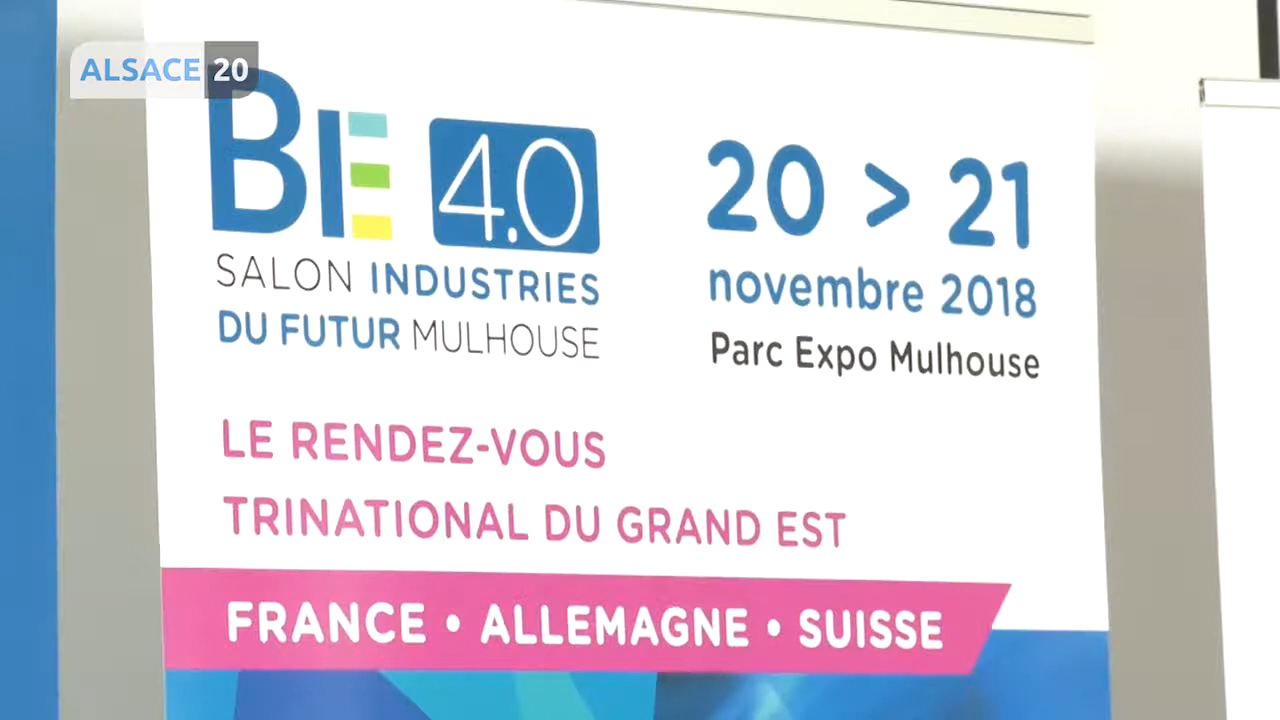 ALSACE 20
BE 4.0
SALON INDUSTRIES
DU FUTUR MULHOUSE
20 > 21
novembre 2018
Parc Expo Mulhouse
LE RENDEZ-VOUS
TRINATIONAL DU GRAND EST
FRANCE • ALLEMAGNE • SUISSE